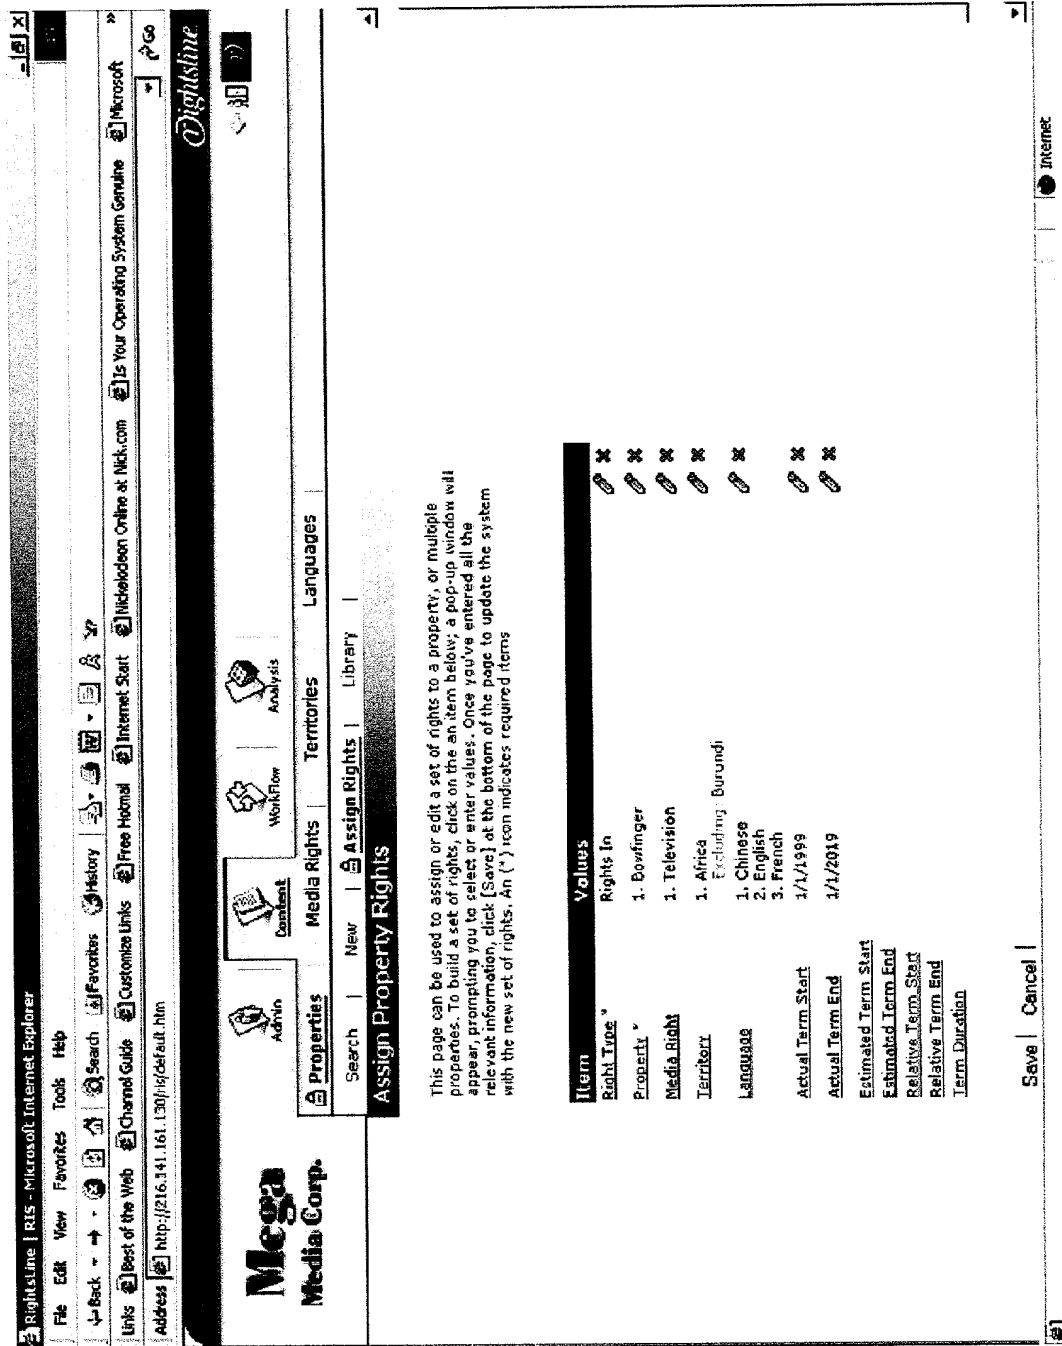 RightsLine | RIS - Microsoft Internet Explorer
File Edit View Favorites Tools Help
Back Search Favorites History
Links Best of the Web Channel Guide Customize Links Free Hotmail Internet Start Nickelodeon Online at Nick.com Is Your Operating System Genuine Microsoft »
Address http://216.141.161.130/ris/default.htm Go
Rightsline
Mega
Media Corp.
Admin Content WorkFlow Analysis
Properties Media Rights Territories Languages
Search | New | Assign Rights | Library |
Assign Property Rights
This page can be used to assign or edit a set of rights to a property, or multiple
properties. To build a set of rights, click on the an item below; a pop-up window will
appear, prompting you to select or enter values. Once you've entered all the
relevant information, click [Save] at the bottom of the page to update the system
with the new set of rights. An (*) icon indicates required items
Item Values
Right Type * Rights In
Property * 1. Bowfinger
Media Right 1. Television
Territory 1. Africa
Excluding: Burundi
Language 1. Chinese
2. English
3. French
Actual Term Start 1/1/1999
Actual Term End 1/1/2019
Estimated Term Start
Estimated Term End
Relative Term Start
Relative Term End
Term Duration
Save | Cancel |
Internet